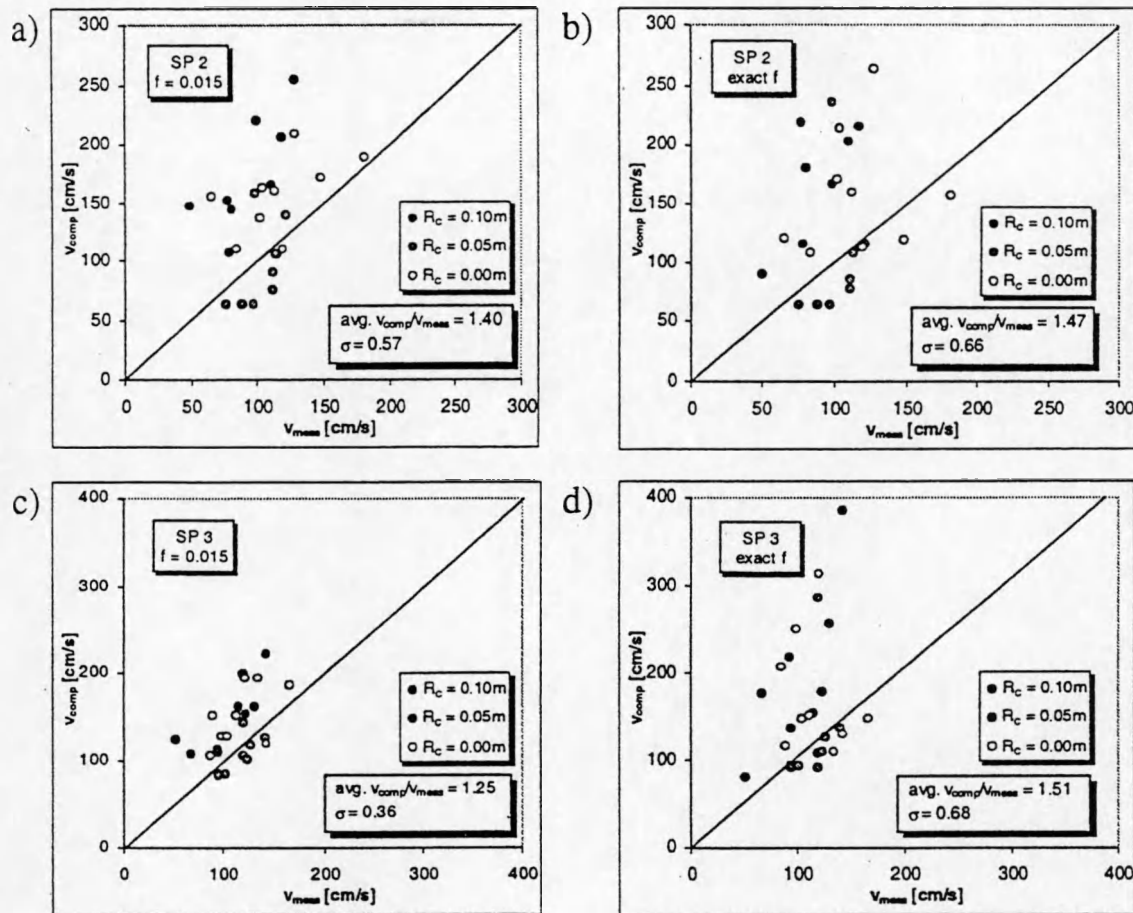 a)
SP 2
f = 0.015
300
250
200
150
100
50
0
v_comp [cm/s]
0 50 100 150 200 250 300
v_meas [cm/s]
● R_c = 0.10m
● R_c = 0.05m
○ R_c = 0.00m
avg. v_comp/v_meas = 1.40
σ = 0.57
b)
SP 2
exact f
300
250
200
150
100
50
0
v_comp [cm/s]
0 50 100 150 200 250 300
v_meas [cm/s]
● R_c = 0.10m
● R_c = 0.05m
○ R_c = 0.00m
avg. v_comp/v_meas = 1.47
σ = 0.66
c)
SP 3
f = 0.015
400
300
200
100
0
v_comp [cm/s]
0 100 200 300 400
v_meas [cm/s]
● R_c = 0.10m
● R_c = 0.05m
○ R_c = 0.00m
avg. v_comp/v_meas = 1.25
σ = 0.36
d)
SP 3
exact f
400
300
200
100
0
v_comp [cm/s]
0 100 200 300 400
v_meas [cm/s]
● R_c = 0.10m
● R_c = 0.05m
○ R_c = 0.00m
avg. v_comp/v_meas = 1.51
σ = 0.68